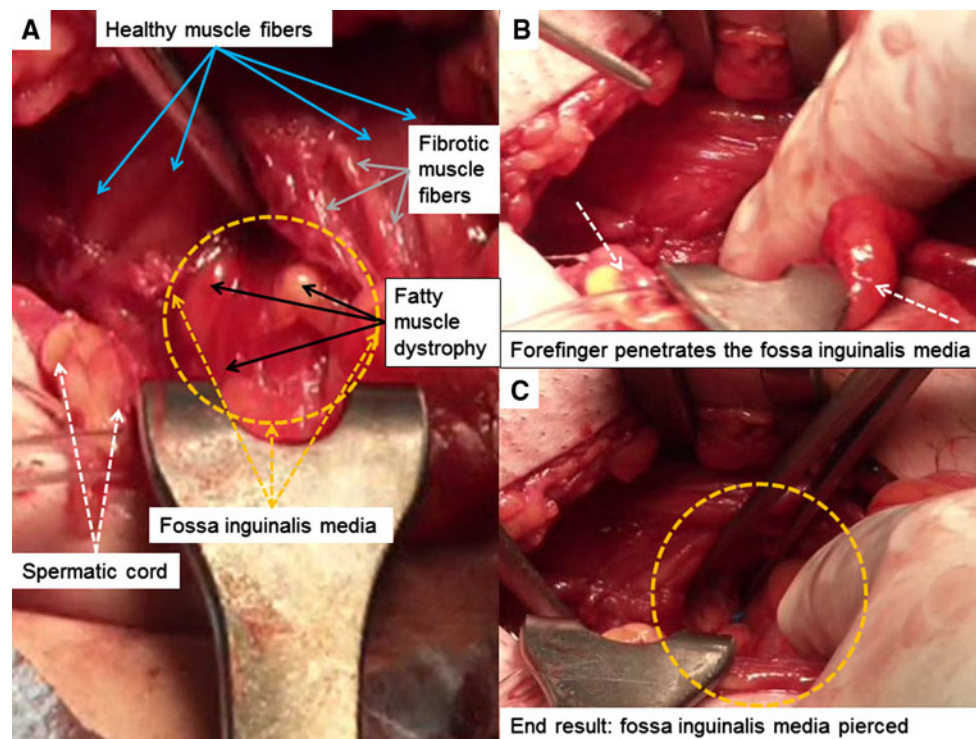 A
Healthy muscle fibers
Fibrotic
muscle
fibers
Fatty
muscle
dystrophy
Fossa inguinalis media
Spermatic cord
B
Forefinger penetrates the fossa inguinalis media
C
End result: fossa inguinalis media pierced